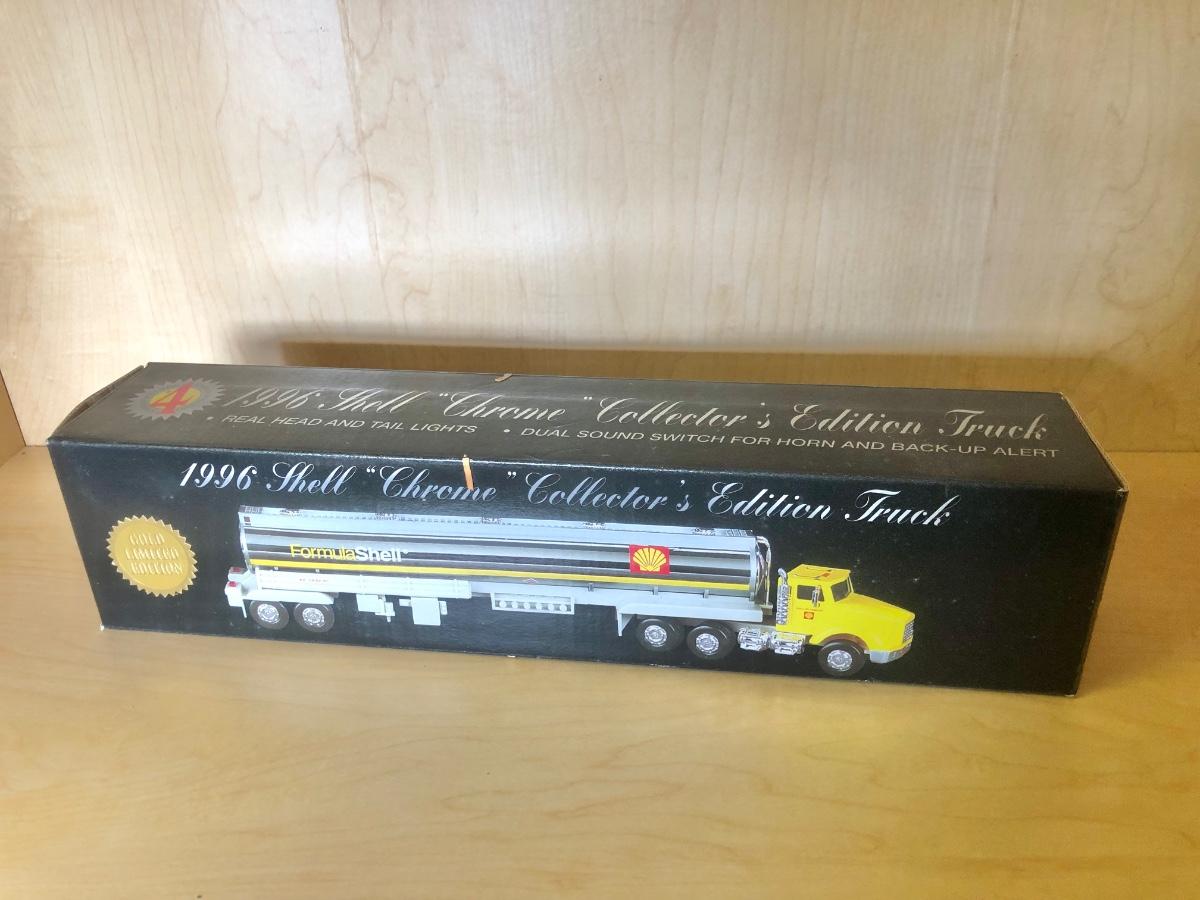 4
1996 Shell "Chrome" Collector's Edition Truck
• REAL HEAD AND TAIL LIGHTS • DUAL SOUND SWITCH FOR HORN AND BACK-UP ALERT
1996 Shell "Chrome" Collector's Edition Truck
GOLD
LIMITED
EDITION
FormulaShell